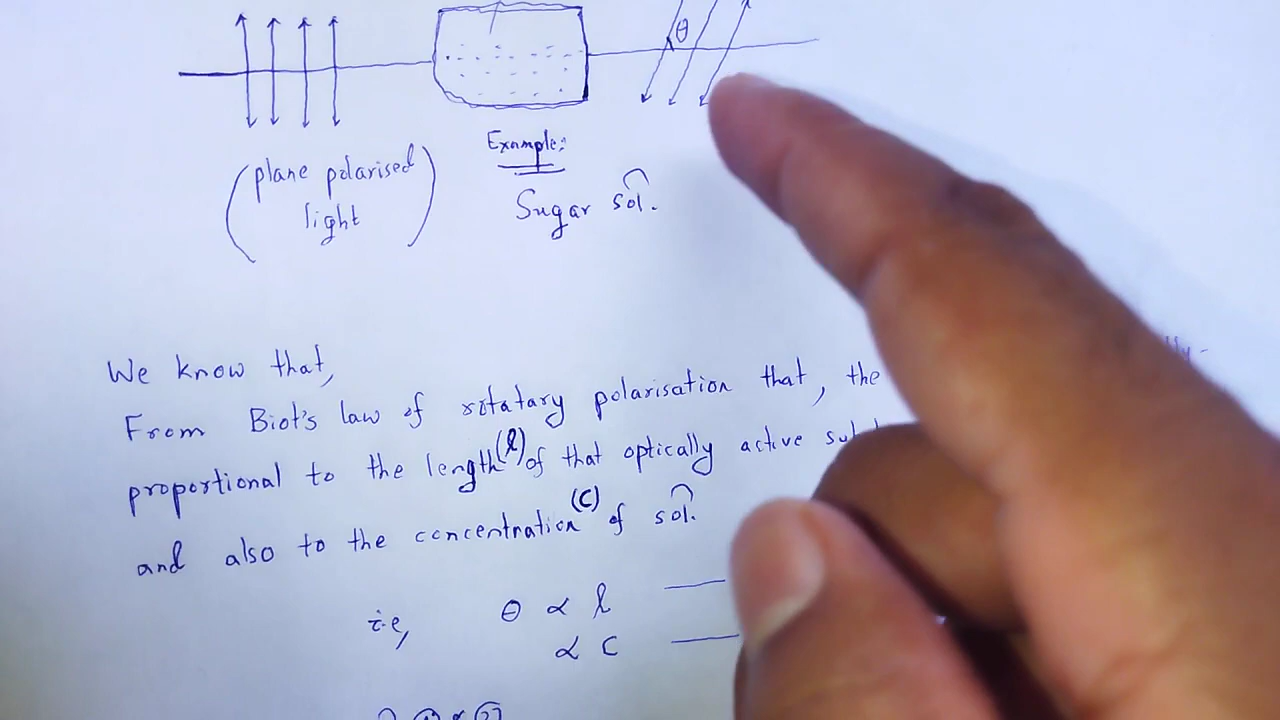 θ
Example:
(plane polarised
light)
Sugar sol.
We know that,
From Biot's law of rotatary polarisation that, the
proportional to the length (l) of that optically active
and also to the concentration (C) of sol.
i.e, θ ∝ l
∝ C